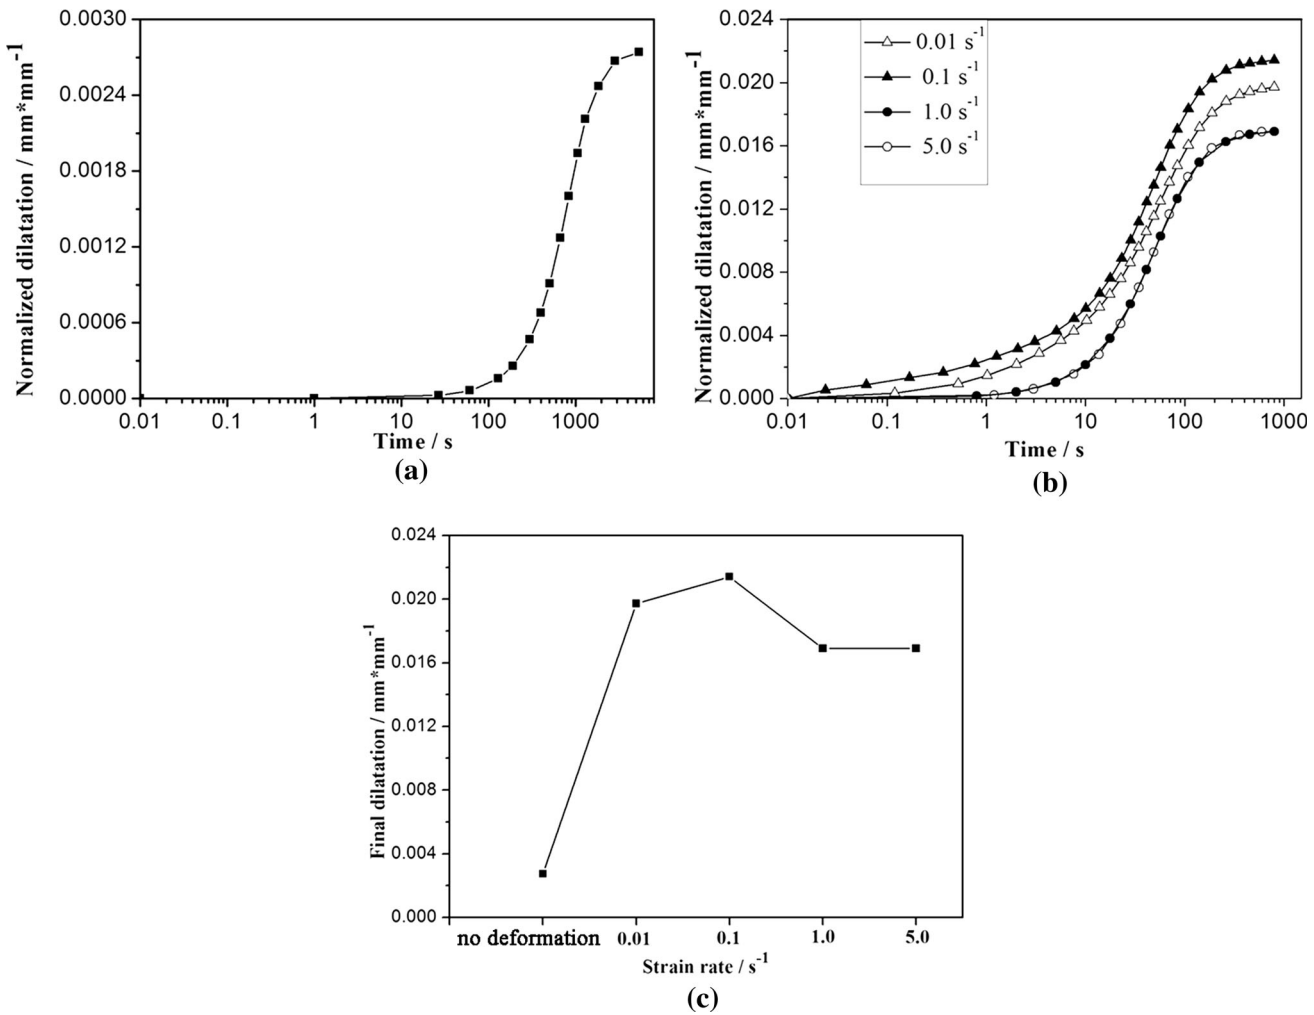 0.0030
0.0024
0.0018
0.0012
0.0006
0.0000
Normalized dilatation / mm*mm-1
0.01 0.1 1 10 100 1000
Time / s
(a)
0.024
0.020
0.016
0.012
0.008
0.004
0.000
Normalized dilatation / mm*mm-1
0.01 s-1
0.1 s-1
1.0 s-1
5.0 s-1
0.01 0.1 1 10 100 1000
Time / s
(b)
0.024
0.020
0.016
0.012
0.008
0.004
0.000
Final dilatation / mm*mm-1
no deformation 0.01 0.1 1.0 5.0
Strain rate / s-1
(c)